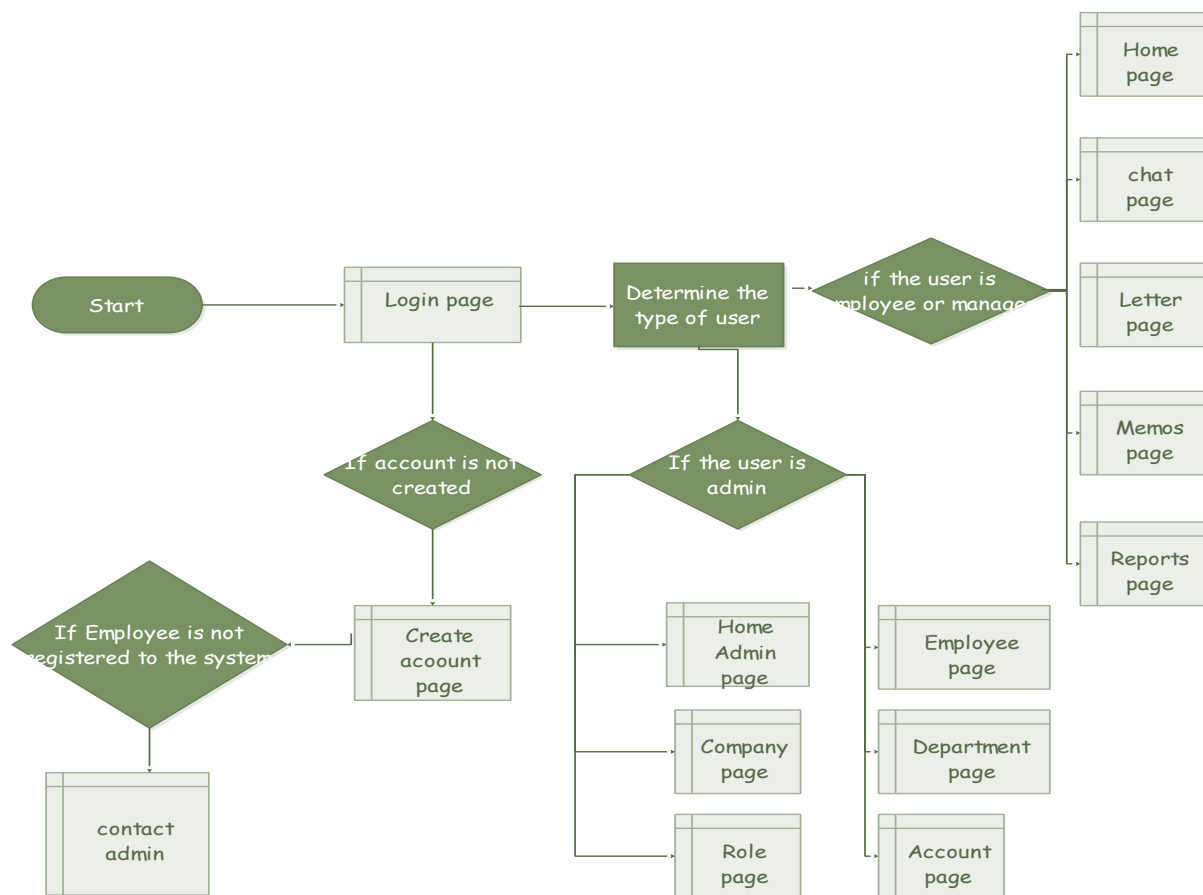 Home
page
chat
page
Start
Login page
Determine the
type of user
if the user is
mployee or manage
Letter
page
If account is not
created
If the user is
admin
Memos
page
If Employee is not
registered to the system
Create
acoount
page
Home
Admin
page
Employee
page
Reports
page
Company
page
Department
page
contact
admin
Role
page
Account
page